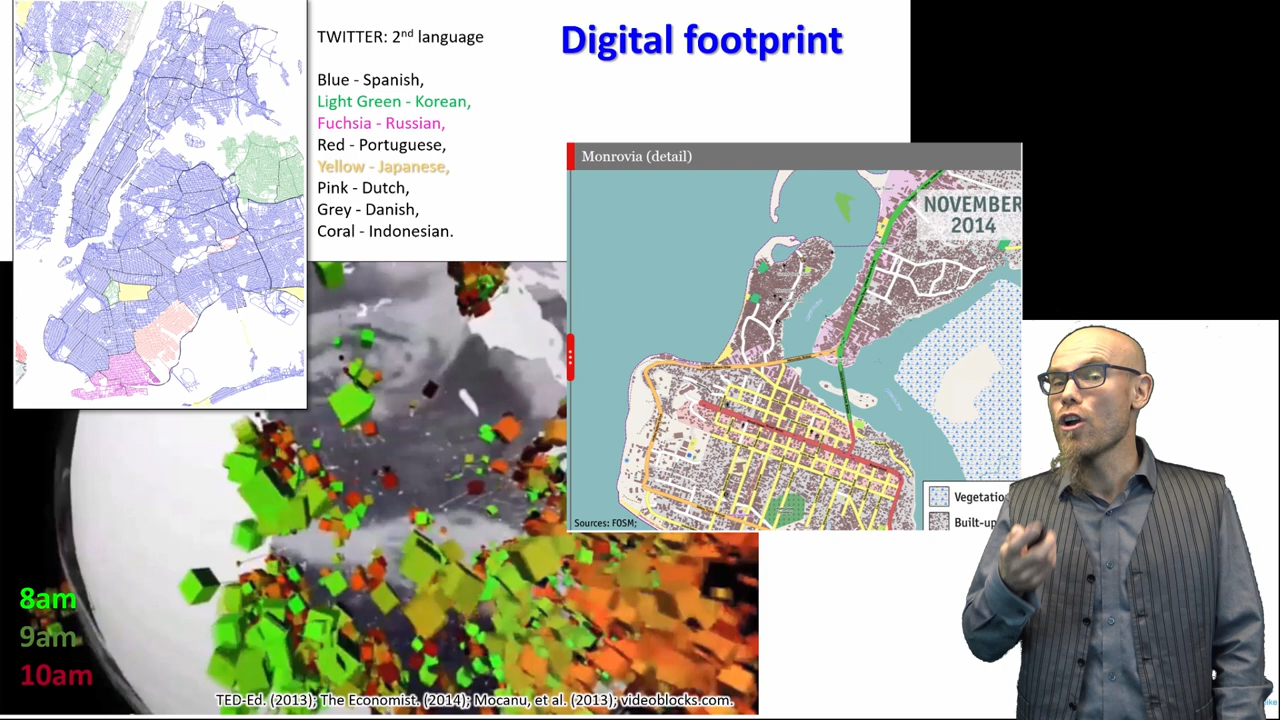 Digital footprint
TWITTER: 2nd language
Blue - Spanish,
Light Green - Korean,
Fuchsia - Russian,
Red - Portuguese,
Yellow - Japanese,
Pink - Dutch,
Grey - Danish,
Coral - Indonesian.
Monrovia (detail)
NOVEMBER
2014
Vegetatio
Built-up
Sources: FOSM;
8am
9am
10am
TED-Ed. (2013); The Economist. (2014); Mocanu, et al. (2013); videoblocks.com.